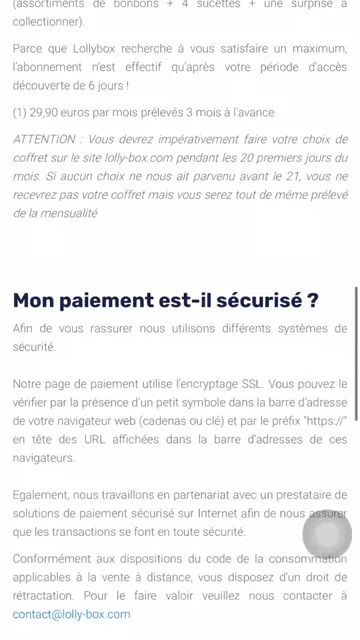 (assortiments de bonbons + 4 sucettes + une surprise à
collectionner).
Parce que Lollybox recherche à vous satisfaire un maximum,
l'abonnement n'est effectif qu'après votre période d'accès
découverte de 6 jours !
(1) 29,90 euros par mois prélevés 3 mois à l'avance
ATTENTION : Vous devrez impérativement faire votre choix de
coffret sur le site lolly-box.com pendant les 20 premiers jours du
mois. Si aucun choix ne nous ait parvenu avant le 21, vous ne
recevrez pas votre coffret mais vous serez tout de même prélevé
de la mensualité
Mon paiement est-il sécurisé ?
Afin de vous rassurer nous utilisons différents systèmes de
sécurité.
Notre page de paiement utilise l'encryptage SSL. Vous pouvez le
vérifier par la présence d'un petit symbole dans la barre d'adresse
de votre navigateur web (cadenas ou clé) et par le préfix "https://"
en tête des URL affichées dans la barre d'adresses de ces
navigateurs.
Egalement, nous travaillons en partenariat avec un prestataire de
solutions de paiement sécurisé sur Internet afin de nous assurer
que les transactions se font en toute sécurité.
Conformément aux dispositions du code de la consommation
applicables à la vente à distance, vous disposez d'un droit de
rétractation. Pour le faire valoir veuillez nous contacter à
contact@lolly-box.com